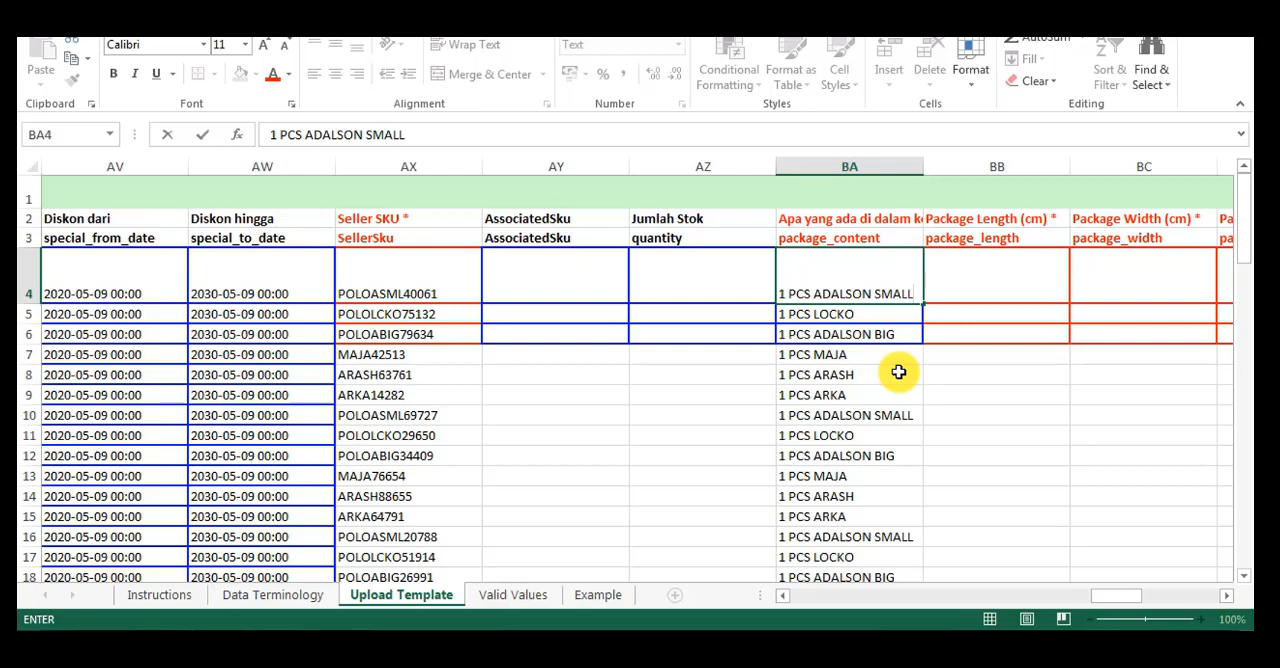 Calibri 11 A A Wrap Text Text AutoSum
Paste B I U A Merge & Center % , Conditional Formatting Format as Table Cell Styles Insert Delete Format Fill Clear Sort & Filter Find & Select
Clipboard Font Alignment Number Styles Cells Editing
BA4 fx 1 PCS ADALSON SMALL
AV AW AX AY AZ BA BB BC
1
2 Diskon dari Diskon hingga Seller SKU * AssociatedSku Jumlah Stok Apa yang ada di dalam Package Length (cm) * Package Width (cm) * Pa
3 special_from_date special_to_date SellerSku AssociatedSku quantity package_content package_length package_width pa
4 2020-05-09 00:00 2030-05-09 00:00 POLOASML40061 1 PCS ADALSON SMALL
5 2020-05-09 00:00 2030-05-09 00:00 POLOLCKO75132 1 PCS LOCKO
6 2020-05-09 00:00 2030-05-09 00:00 POLOABIG79634 1 PCS ADALSON BIG
7 2020-05-09 00:00 2030-05-09 00:00 MAJA42513 1 PCS MAJA
8 2020-05-09 00:00 2030-05-09 00:00 ARASH63761 1 PCS ARASH
9 2020-05-09 00:00 2030-05-09 00:00 ARKA14282 1 PCS ARKA
10 2020-05-09 00:00 2030-05-09 00:00 POLOASML69727 1 PCS ADALSON SMALL
11 2020-05-09 00:00 2030-05-09 00:00 POLOLCKO29650 1 PCS LOCKO
12 2020-05-09 00:00 2030-05-09 00:00 POLOABIG34409 1 PCS ADALSON BIG
13 2020-05-09 00:00 2030-05-09 00:00 MAJA76654 1 PCS MAJA
14 2020-05-09 00:00 2030-05-09 00:00 ARASH88655 1 PCS ARASH
15 2020-05-09 00:00 2030-05-09 00:00 ARKA64791 1 PCS ARKA
16 2020-05-09 00:00 2030-05-09 00:00 POLOASML20788 1 PCS ADALSON SMALL
17 2020-05-09 00:00 2030-05-09 00:00 POLOLCKO51914 1 PCS LOCKO
18 2020-05-09 00:00 2030-05-09 00:00 POLOABIG26991 1 PCS ADALSON BIG
Instructions Data Terminology Upload Template Valid Values Example
ENTER 100%